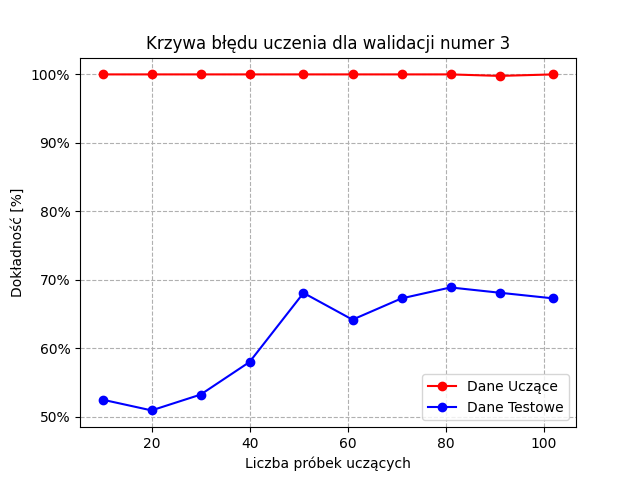 Krzywa błędu uczenia dla walidacji numer 3
Dokładność [%]
100%
90%
80%
70%
60%
50%
20 40 60 80 100
Liczba próbek uczących
Dane Uczące
Dane Testowe